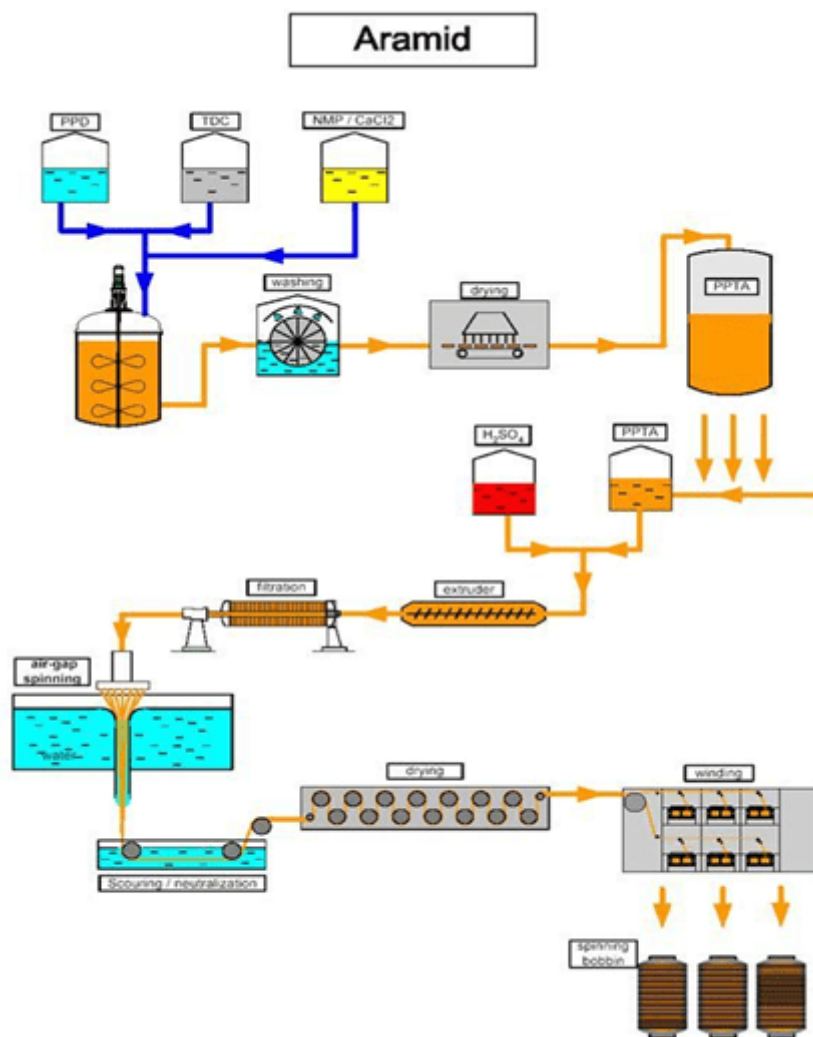 Aramid
PPD
TDC
NMP / CaCl2
washing
drying
PPTA
H₂SO₄
PPTA
filtration
extruder
air-gap
spinning
water
drying
winding
Scouring / neutralization
spinning
bobbin